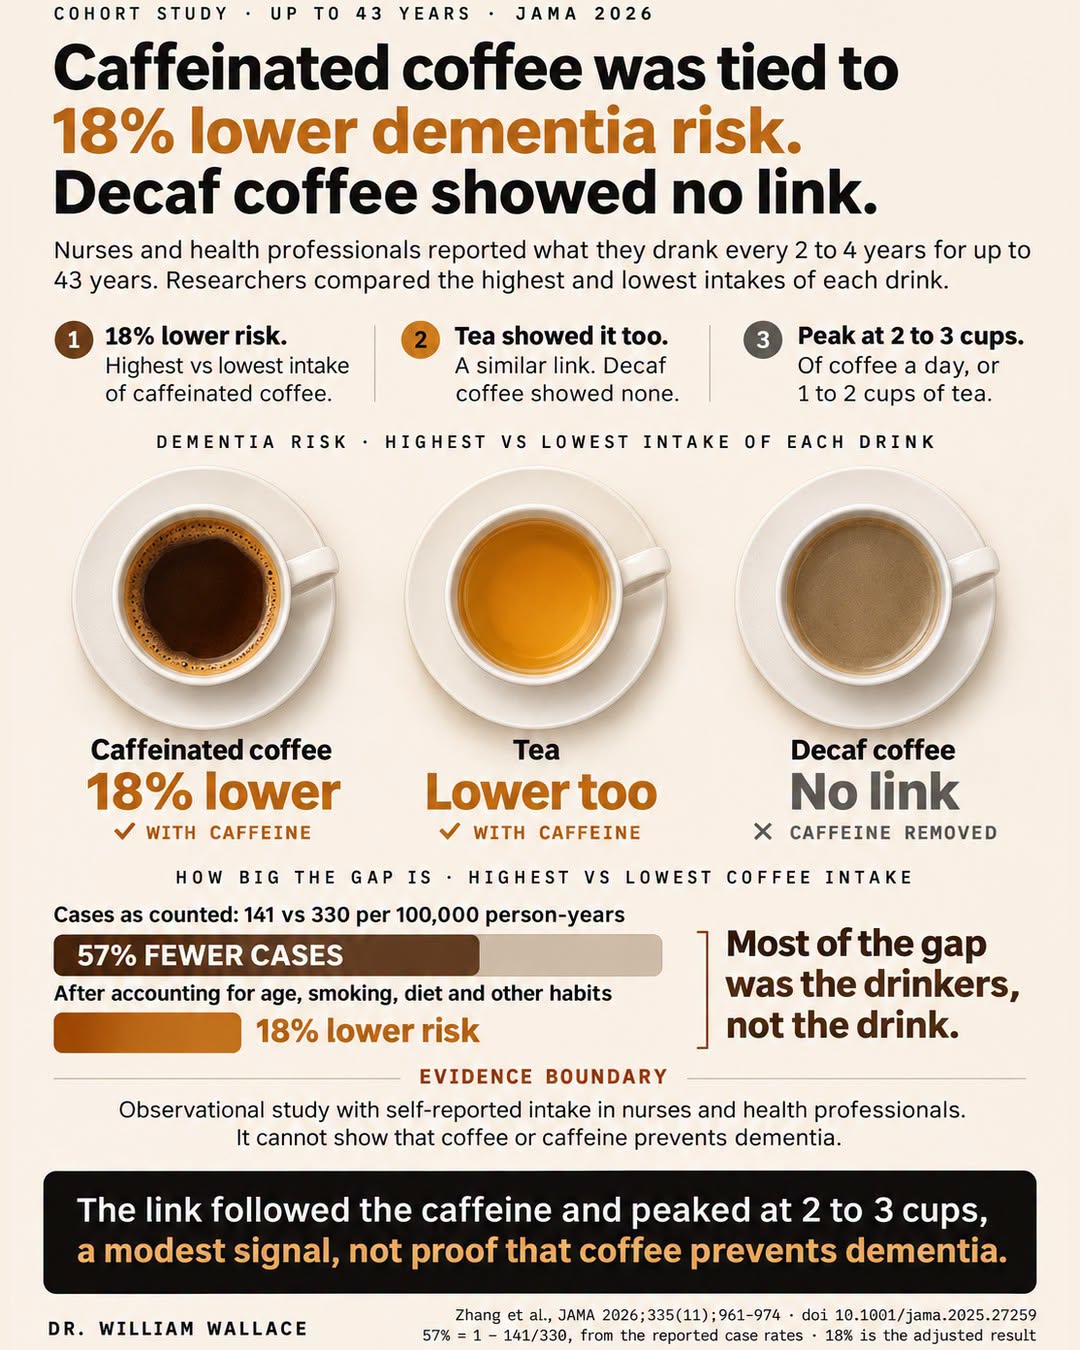 COHORT STUDY · UP TO 43 YEARS · JAMA 2026
Caffeinated coffee was tied to
18% lower dementia risk.
Decaf coffee showed no link.
Nurses and health professionals reported what they drank every 2 to 4 years for up to
43 years. Researchers compared the highest and lowest intakes of each drink.
1 18% lower risk.
Highest vs lowest intake
of caffeinated coffee.
2 Tea showed it too.
A similar link. Decaf
coffee showed none.
3 Peak at 2 to 3 cups.
Of coffee a day, or
1 to 2 cups of tea.
DEMENTIA RISK · HIGHEST VS LOWEST INTAKE OF EACH DRINK
Caffeinated coffee
18% lower
✓ WITH CAFFEINE
Tea
Lower too
✓ WITH CAFFEINE
Decaf coffee
No link
✕ CAFFEINE REMOVED
HOW BIG THE GAP IS · HIGHEST VS LOWEST COFFEE INTAKE
Cases as counted: 141 vs 330 per 100,000 person-years
57% FEWER CASES
After accounting for age, smoking, diet and other habits
18% lower risk
Most of the gap
was the drinkers,
not the drink.
EVIDENCE BOUNDARY
Observational study with self-reported intake in nurses and health professionals.
It cannot show that coffee or caffeine prevents dementia.
The link followed the caffeine and peaked at 2 to 3 cups,
a modest signal, not proof that coffee prevents dementia.
DR. WILLIAM WALLACE
Zhang et al., JAMA 2026;335(11);961–974 · doi 10.1001/jama.2025.27259
57% = 1 − 141/330, from the reported case rates · 18% is the adjusted result